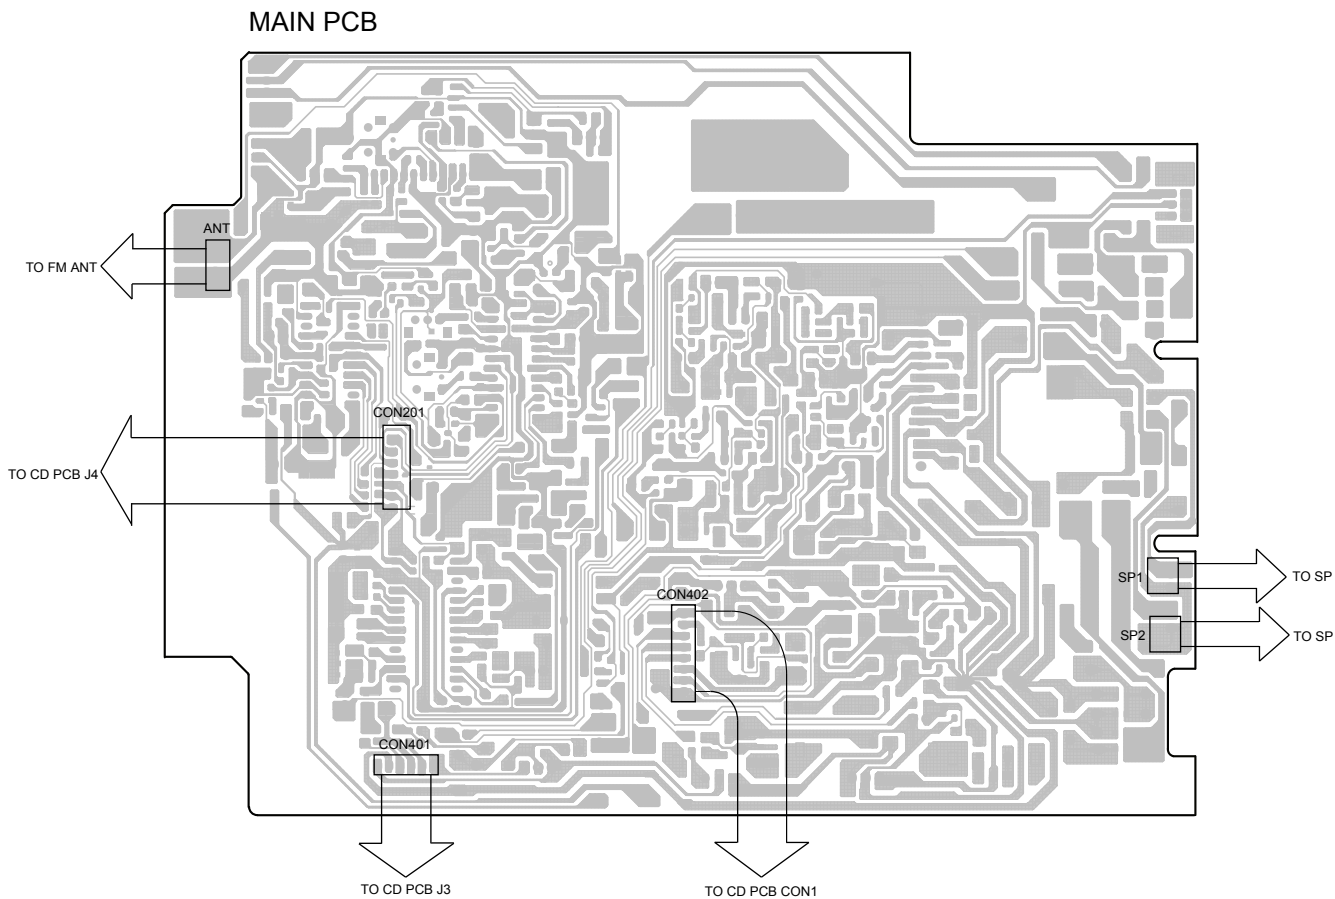 MAIN PCB
ANT
TO FM ANT
CON201
TO CD PCB J4
SP1
TO SP
CON402
SP2
TO SP
CON401
TO CD PCB J3
TO CD PCB CON1